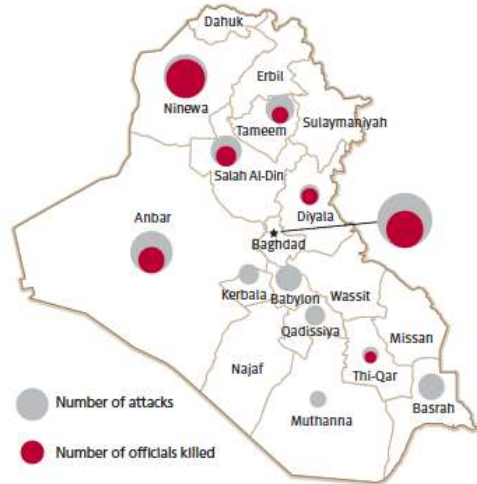 Dahuk
Erbil
Ninewa
Tameem
Sulaymaniyah
Salah Al-Din
Diyala
Anbar
Baghdad
Kerbala
Babylon
Wassit
Qadissiya
Missan
Najaf
Thi-Qar
Number of attacks
Basrah
Muthanna
Number of officials killed